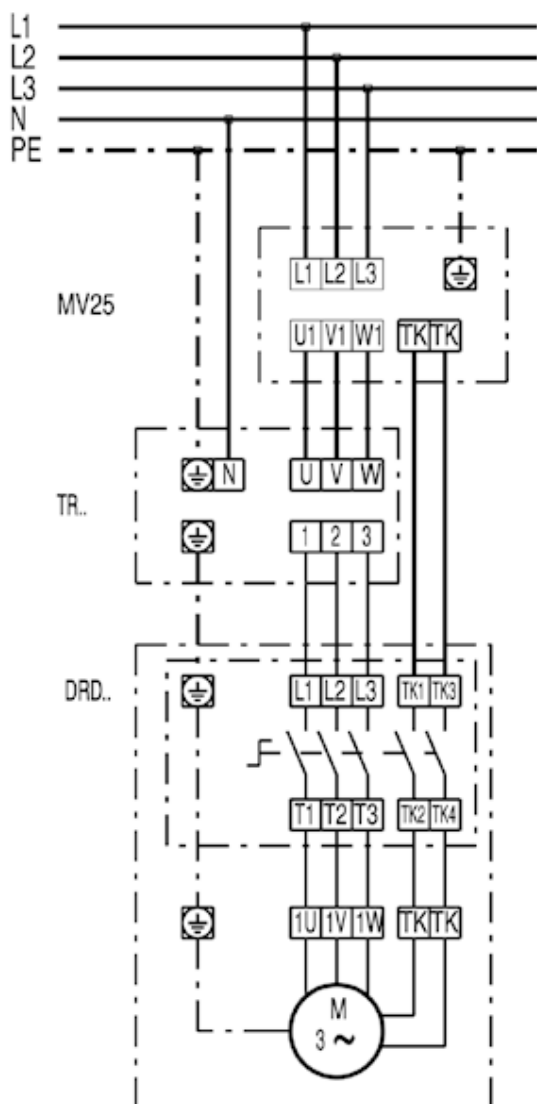 L1
L2
L3
N
PE
L1 L2 L3
MV25
U1 V1 W1 TK TK
N U V W
TR..
1 2 3
DRD..
L1 L2 L3 TK1 TK3
T1 T2 T3 TK2 TK4
1U 1V 1W TK TK
M
3 ~